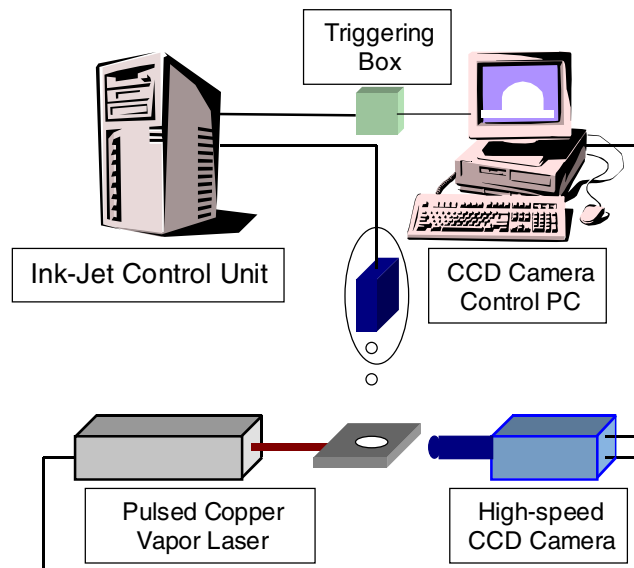 Triggering
Box
Ink-Jet Control Unit
CCD Camera
Control PC
Pulsed Copper
Vapor Laser
High-speed
CCD Camera